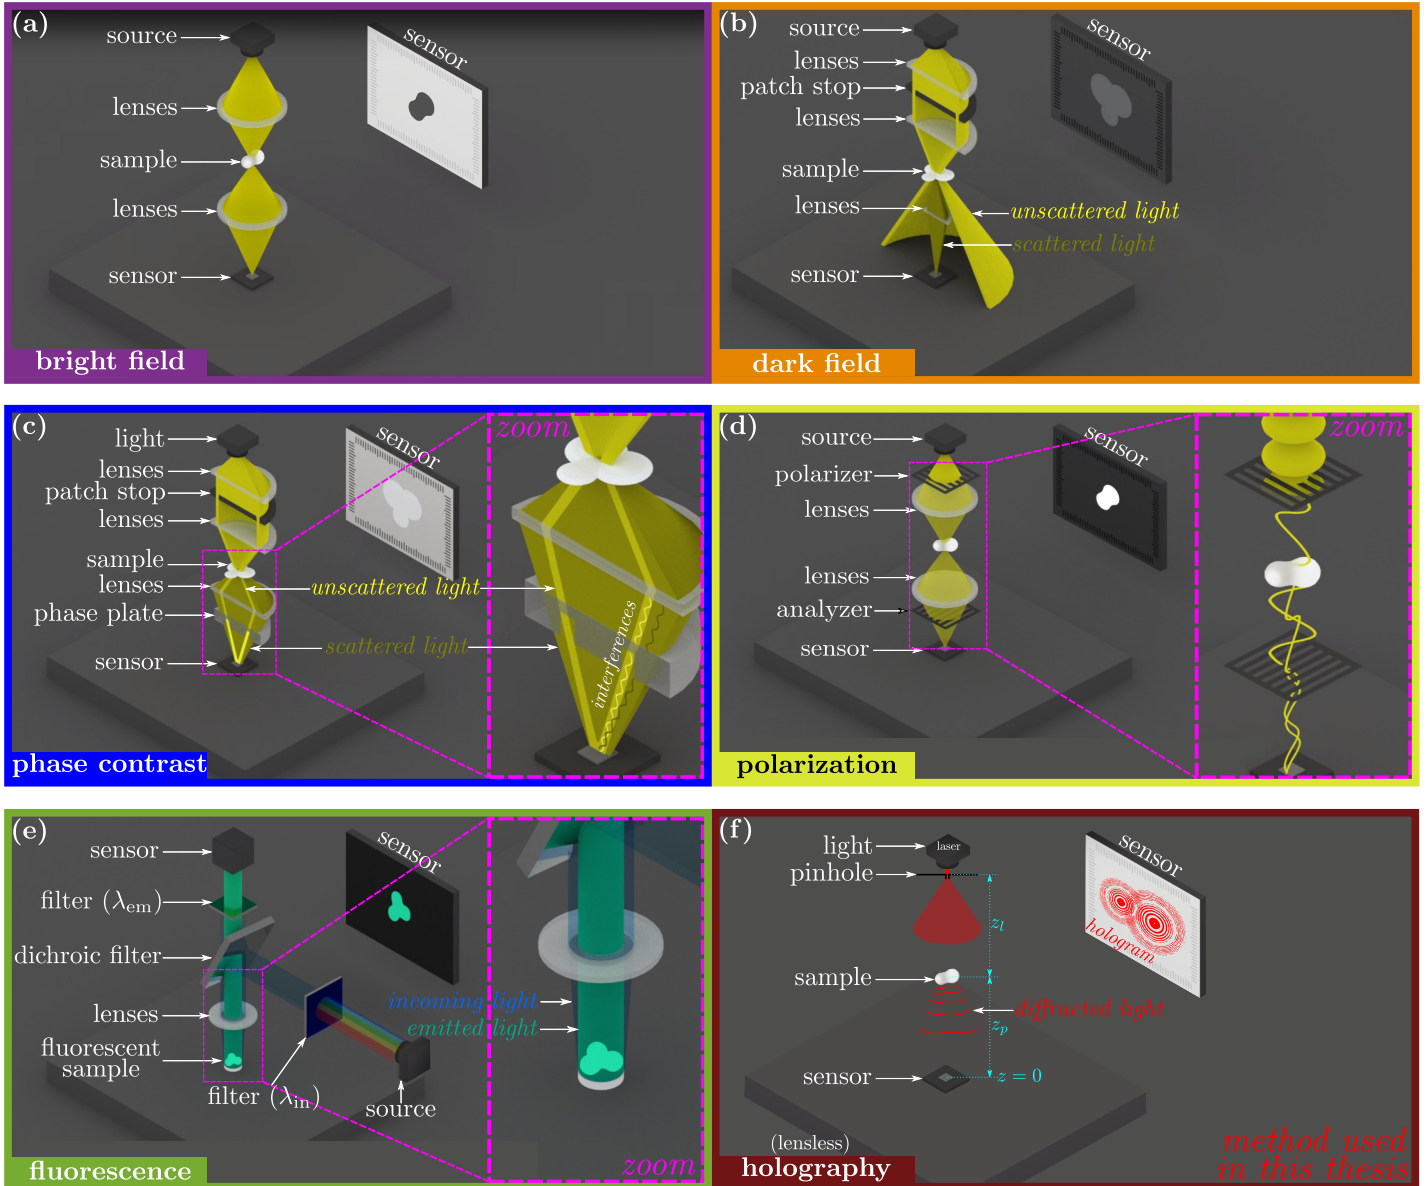 (a)
source
sensor
lenses
sample
lenses
sensor
bright field
(b)
source
sensor
lenses
patch stop
lenses
sample
lenses
unscattered light
scattered light
sensor
dark field
(c)
light
sensor
zoom
lenses
patch stop
lenses
sample
lenses
unscattered light
phase plate
scattered light
interferences
sensor
phase contrast
(d)
source
sensor
zoom
polarizer
lenses
lenses
analyzer
sensor
polarization
(e)
sensor
sensor
filter (λem)
dichroic filter
lenses
incoming light
emitted light
fluorescent
sample
filter (λin)
source
zoom
fluorescence
(f)
light
laser
sensor
pinhole
zl
hologram
sample
diffracted light
zp
sensor
z = 0
(lensless)
holography
method used
in this thesis